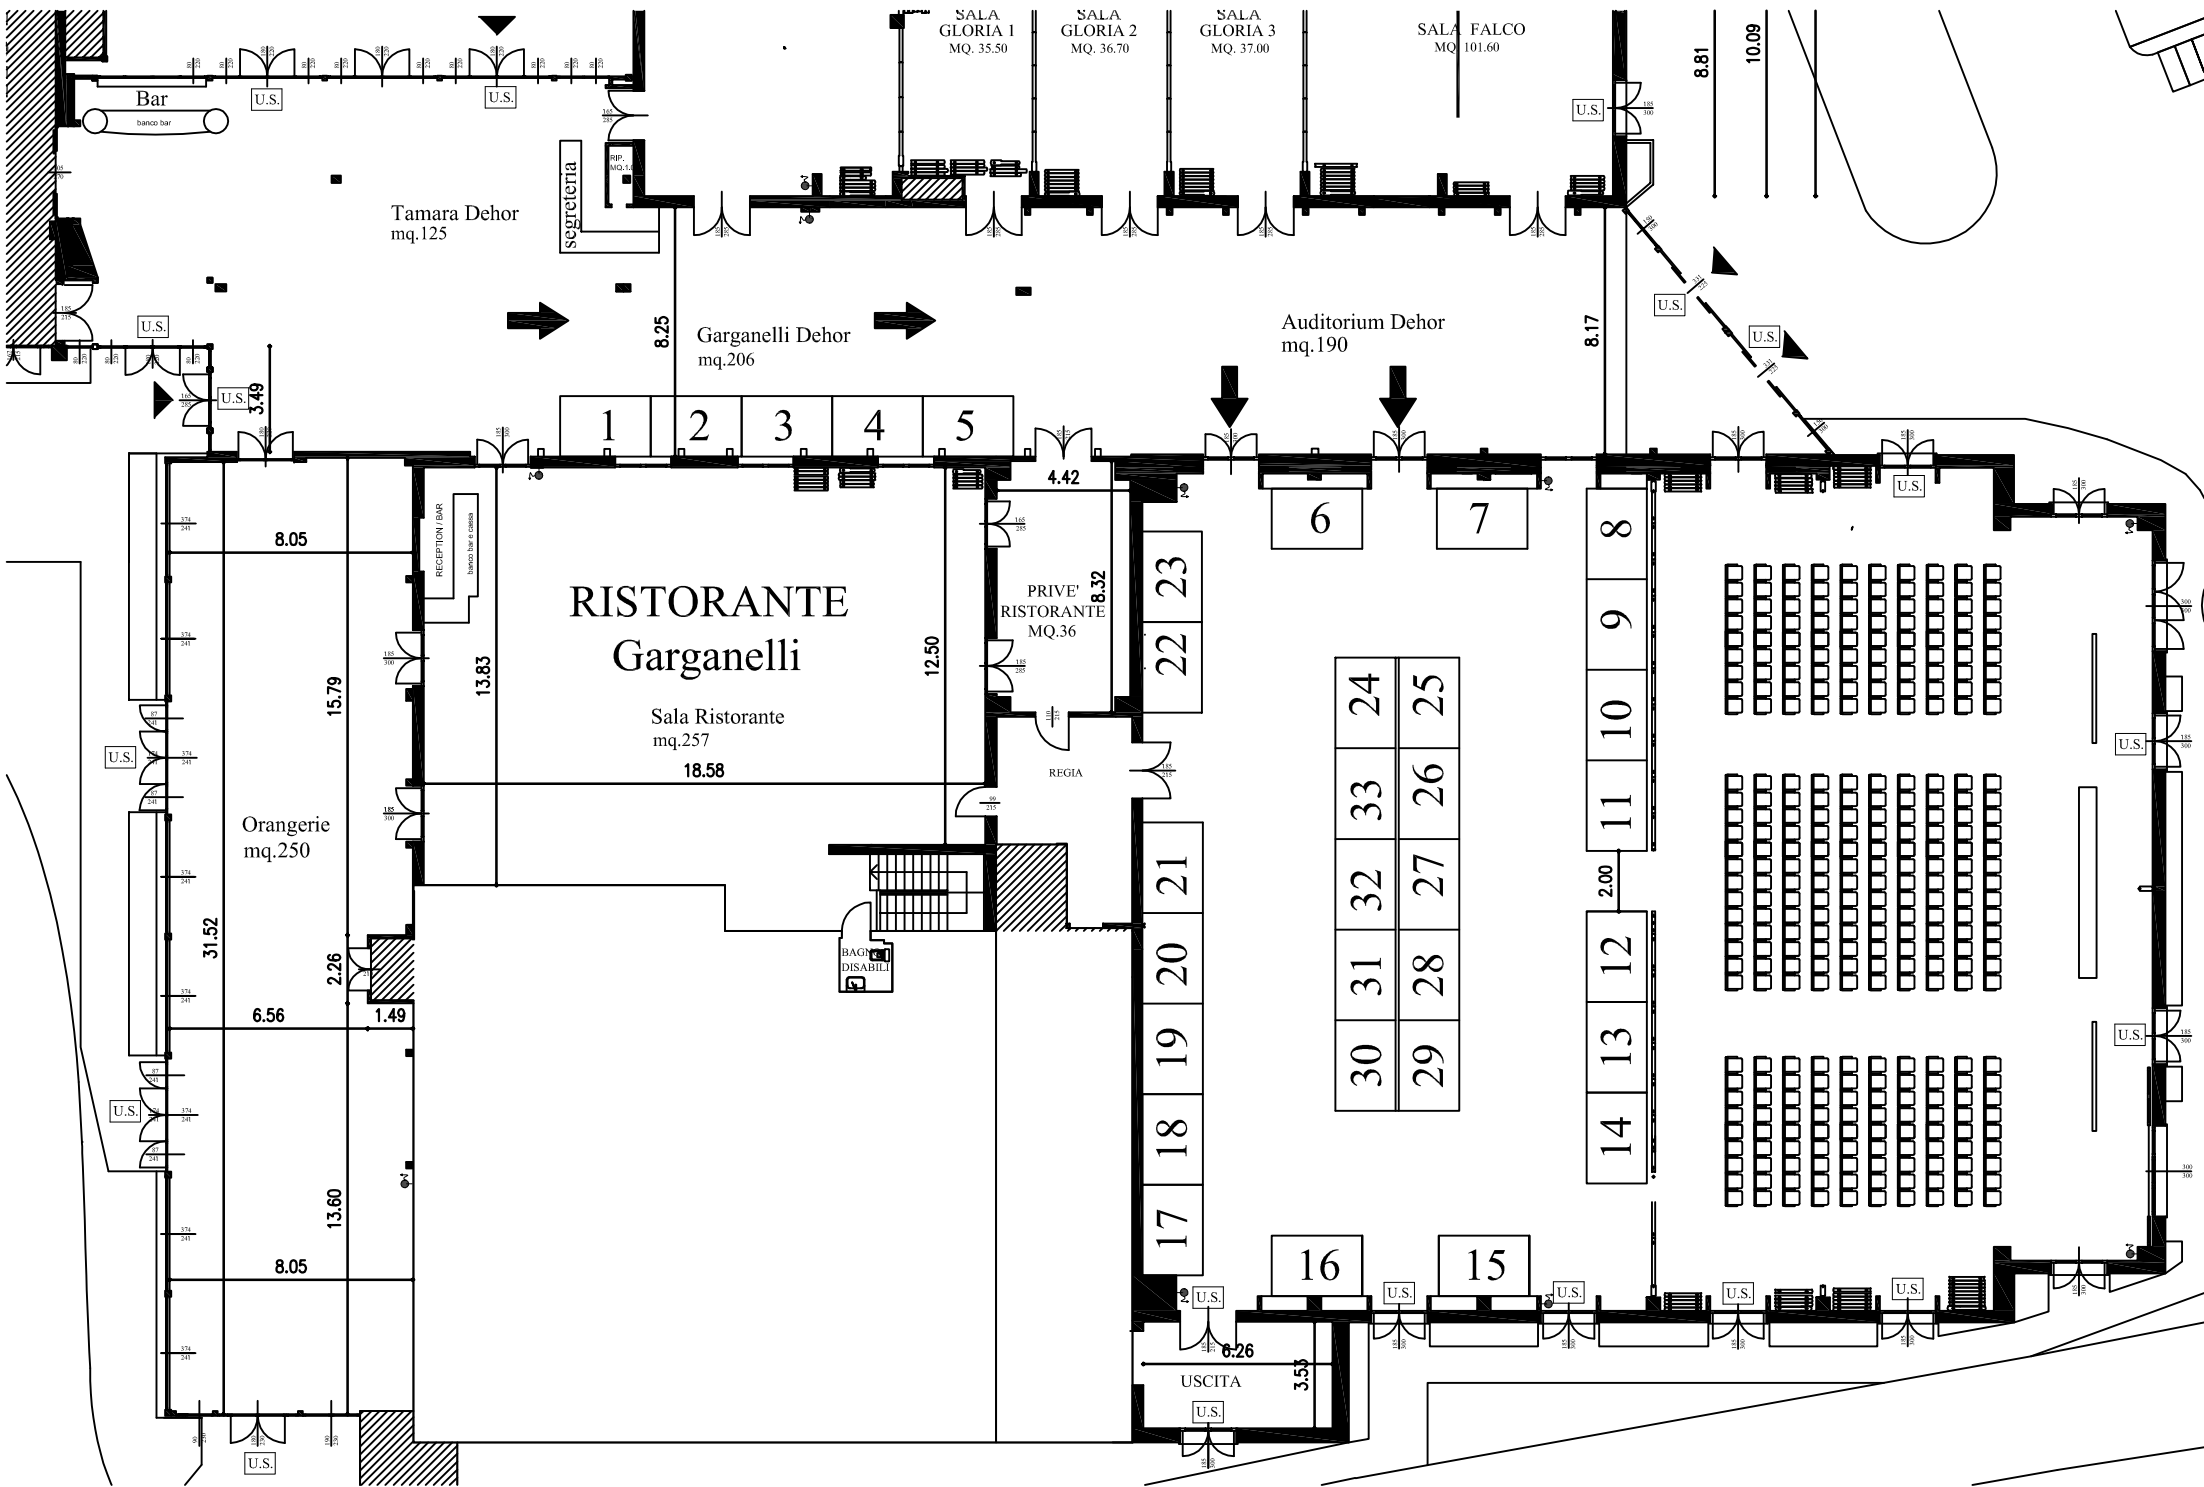 SALA
GLORIA 1
MQ. 35.50
SALA
GLORIA 2
MQ. 36.70
SALA
GLORIA 3
MQ. 37.00
SALA FALCO
MQ 101.60
8.81
10.09
Bar
banco bar
U.S.
U.S.
U.S.
RIP.
segreteria
Tamara Dehor
mq.125
U.S.
U.S.
3.49
8.25
Garganelli Dehor
mq.206
Auditorium Dehor
mq.190
8.17
U.S.
U.S.
1
2
3
4
5
4.42
6
7
8
U.S.
8.05
RECEPTION / BAR
banco bar e cassa
RISTORANTE
Garganelli
Sala Ristorante
mq.257
13.83
12.50
18.58
PRIVE'
RISTORANTE
MQ.36
8.32
REGIA
23
22
9
10
11
24
25
33
26
32
27
31
28
30
29
2.00
12
13
14
21
20
19
18
17
16
15
U.S.
U.S.
15.79
Orangerie
mq.250
31.52
2.26
6.56
1.49
U.S.
U.S.
13.60
8.05
BAGNO
DISABILI
U.S.
U.S.
U.S.
U.S.
U.S.
6.26
3.53
USCITA
U.S.
U.S.